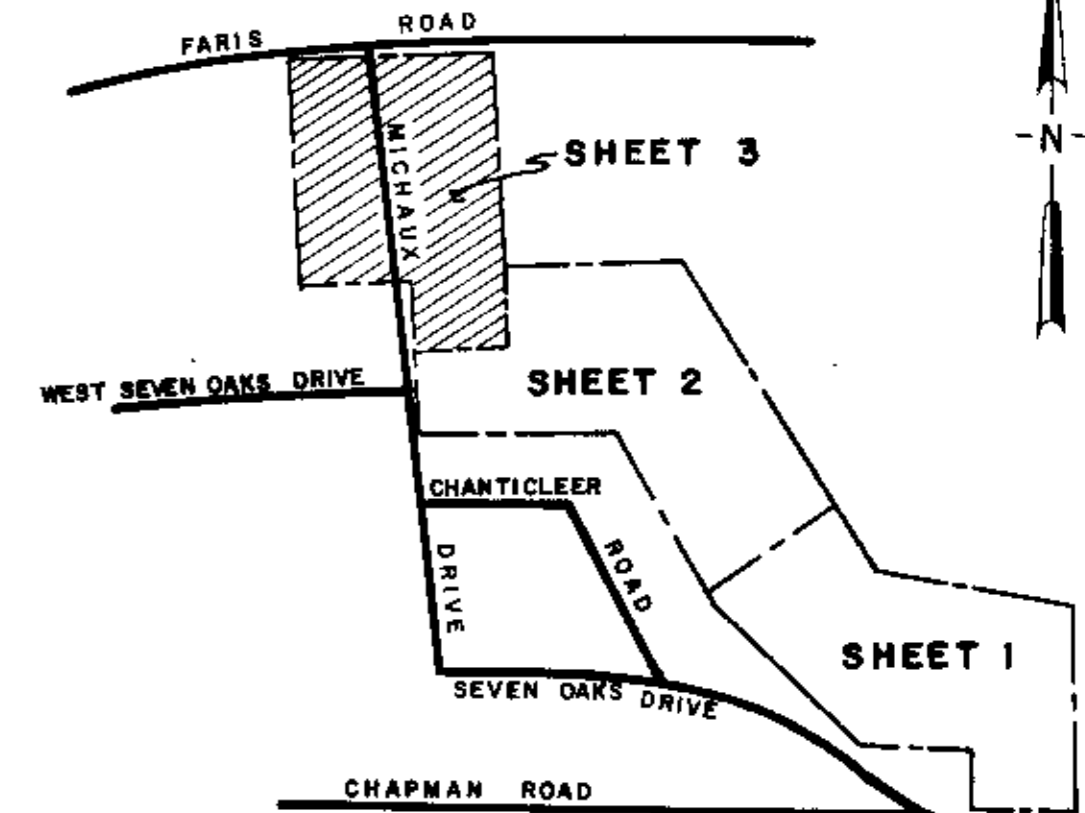 FARIS ROAD
N
MICHAUX
SHEET 3
WEST SEVEN OAKS DRIVE
SHEET 2
CHANTICLEER
ROAD
DRIVE
SHEET 1
SEVEN OAKS DRIVE
CHAPMAN ROAD